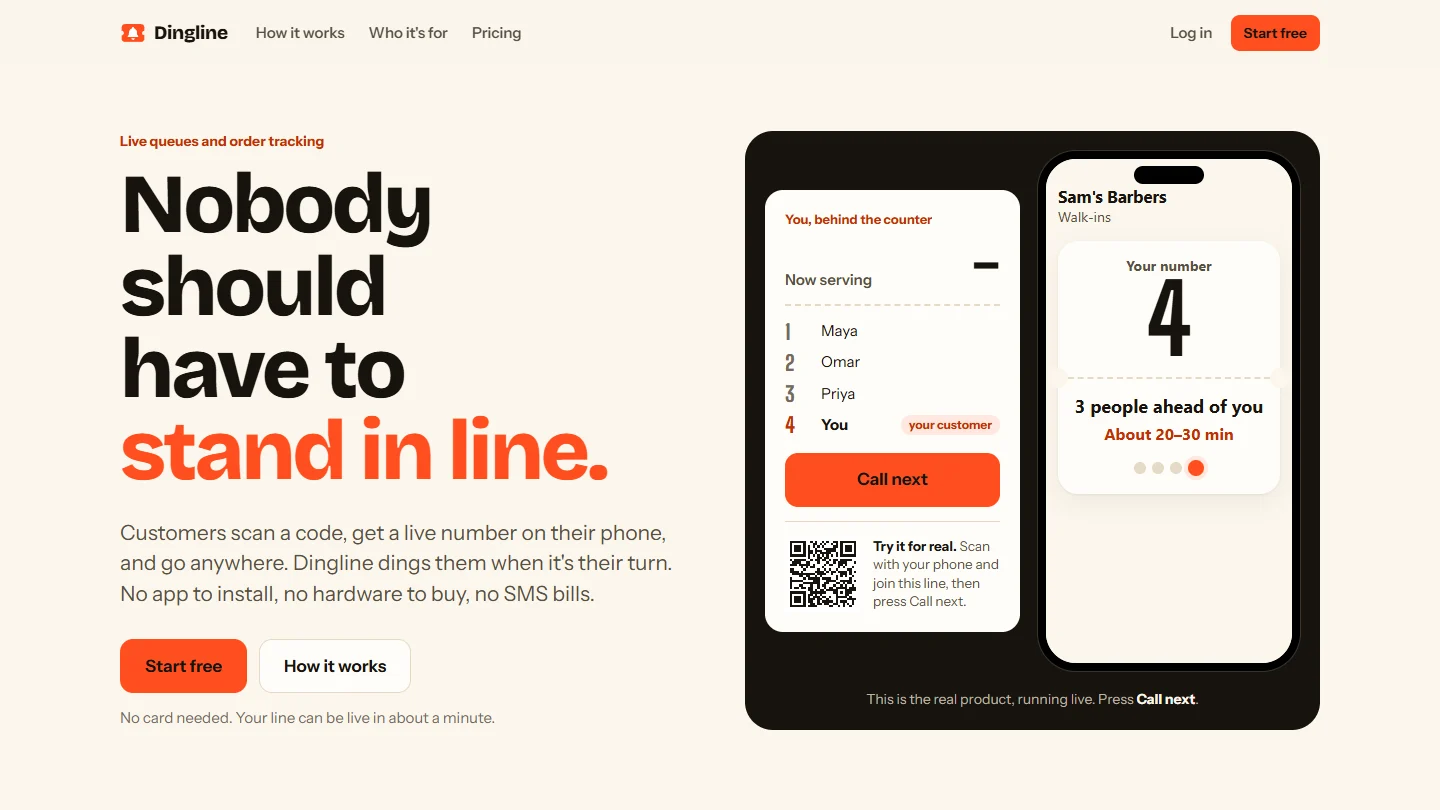 Dingline
How it works
Who it's for
Pricing
Log in
Start free
Live queues and order tracking
Nobody
should
have to
stand in line.
Customers scan a code, get a live number on their phone,
and go anywhere. Dingline dings them when it's their turn.
No app to install, no hardware to buy, no SMS bills.
Start free
How it works
No card needed. Your line can be live in about a minute.
You, behind the counter
Now serving –
1 Maya
2 Omar
3 Priya
4 You your customer
Call next
Try it for real. Scan
with your phone and
join this line, then
press Call next.
Sam's Barbers
Walk-ins
Your number
4
3 people ahead of you
About 20–30 min
This is the real product, running live. Press Call next.